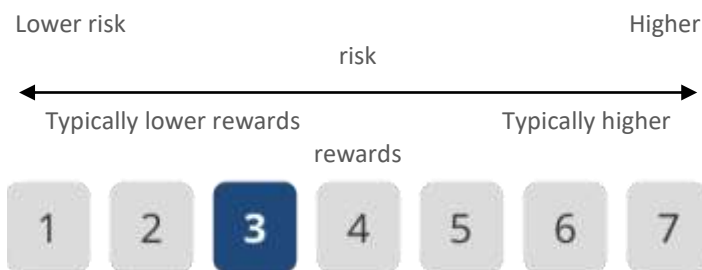 Lower risk Higher
risk
Typically lower rewards Typically higher
rewards
1 2 3 4 5 6 7